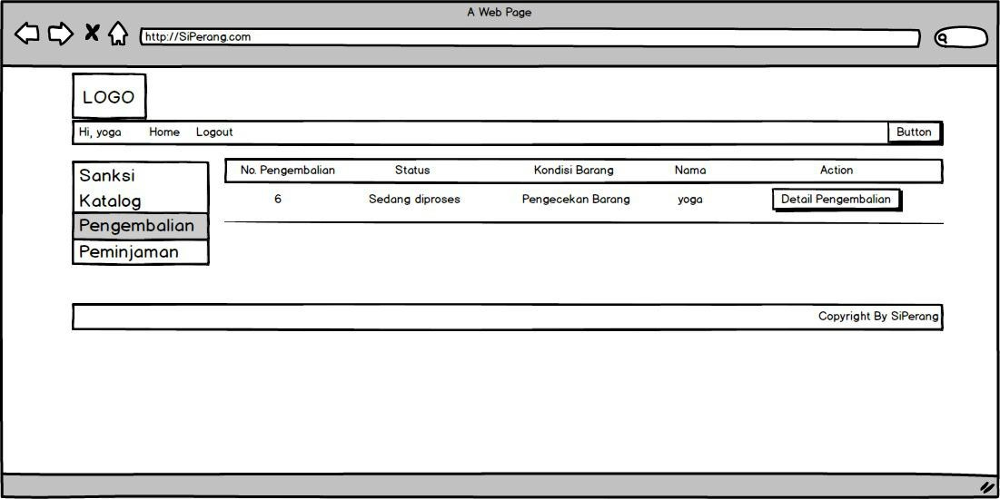 A Web Page
http://SiPerang.com
LOGO
Hi, yoga Home Logout Button
Sanksi
Katalog
Pengembalian
Peminjaman
No. Pengembalian Status Kondisi Barang Nama Action
6 Sedang diproses Pengecekan Barang yoga Detail Pengembalian
Copyright By SiPerang